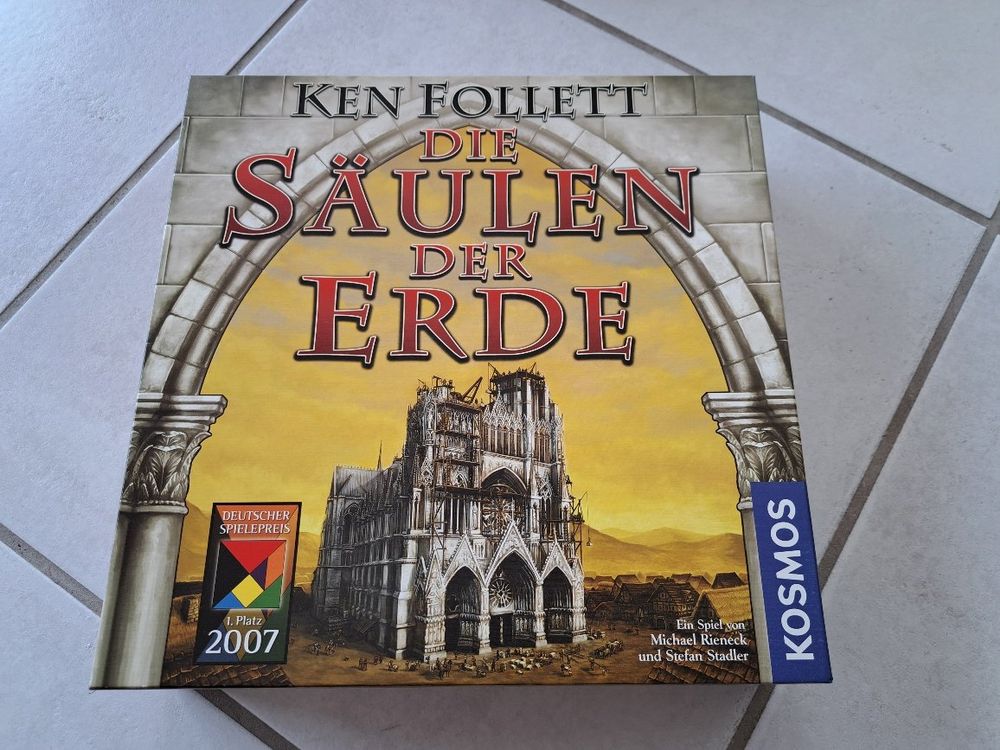 KEN FOLLETT
DIE
SÄULEN
DER
ERDE
DEUTSCHER
SPIELEPREIS
1. Platz
2007
Ein Spiel von
Michael Rieneck
und Stefan Stadler
KOSMOS